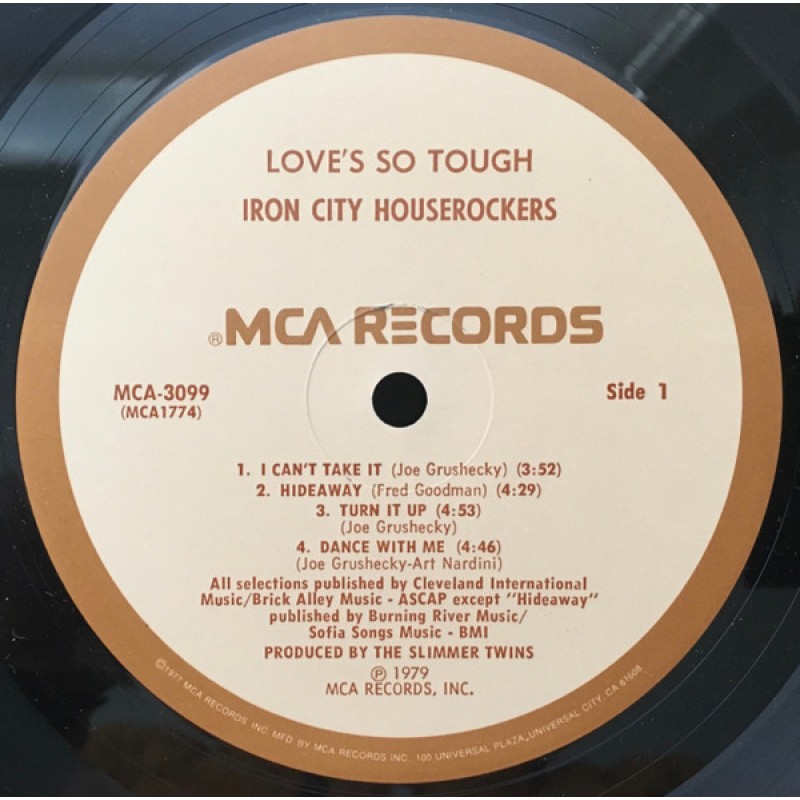 LOVE'S SO TOUGH
IRON CITY HOUSEROCKERS
®MCA RECORDS
MCA-3099
(MCA1774)
Side 1
1. I CAN'T TAKE IT (Joe Grushecky) (3:52)
2. HIDEAWAY (Fred Goodman) (4:29)
3. TURN IT UP (4:53)
(Joe Grushecky)
4. DANCE WITH ME (4:46)
(Joe Grushecky-Art Nardini)
All selections published by Cleveland International
Music/Brick Alley Music - ASCAP except "Hideaway"
published by Burning River Music/
Sofia Songs Music - BMI
PRODUCED BY THE SLIMMER TWINS
Ⓟ 1979
MCA RECORDS, INC.
©1977 MCA RECORDS INC. MFD. BY MCA RECORDS INC. 100 UNIVERSAL PLAZA, UNIVERSAL CITY, CA 61608